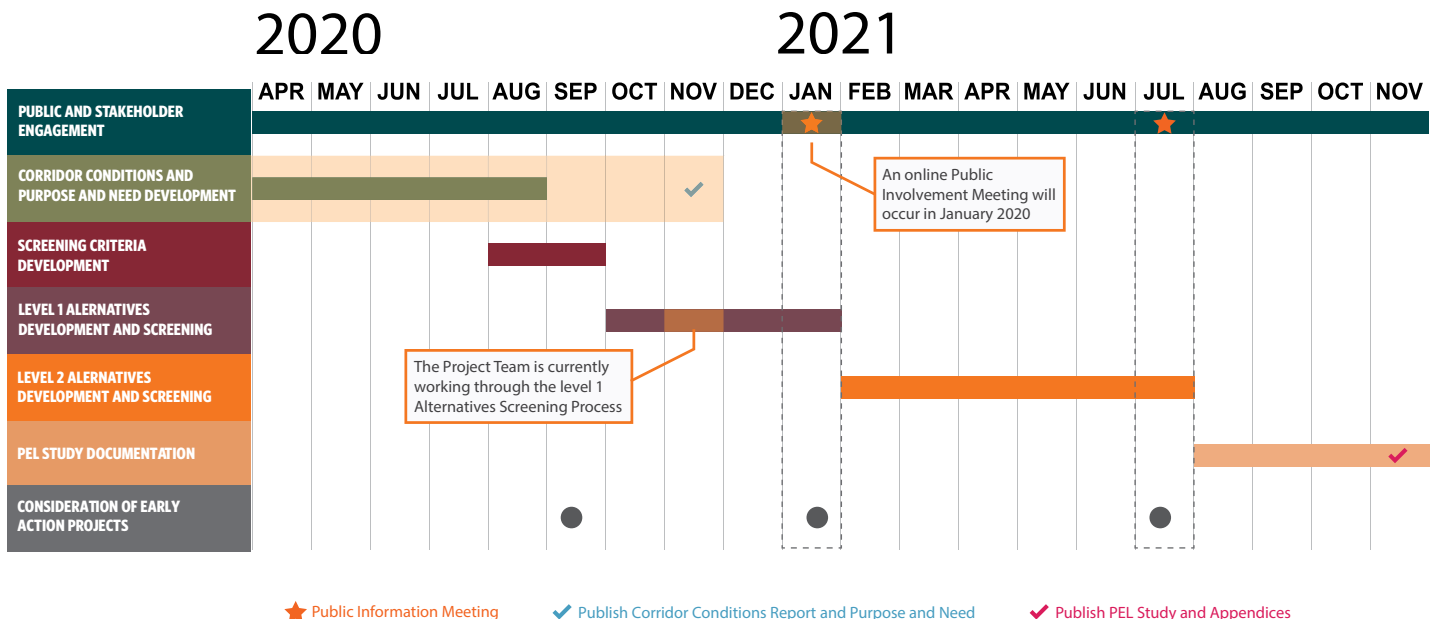 2020
2021
APR MAY JUN JUL AUG SEP OCT NOV DEC JAN FEB MAR APR MAY JUN JUL AUG SEP OCT NOV
PUBLIC AND STAKEHOLDER
ENGAGEMENT
CORRIDOR CONDITIONS AND
PURPOSE AND NEED DEVELOPMENT
An online Public
Involvement Meeting will
occur in January 2020
SCREENING CRITERIA
DEVELOPMENT
LEVEL 1 ALERNATIVES
DEVELOPMENT AND SCREENING
The Project Team is currently
working through the level 1
Alternatives Screening Process
LEVEL 2 ALERNATIVES
DEVELOPMENT AND SCREENING
PEL STUDY DOCUMENTATION
CONSIDERATION OF EARLY
ACTION PROJECTS
Public Information Meeting
Publish Corridor Conditions Report and Purpose and Need
Publish PEL Study and Appendices